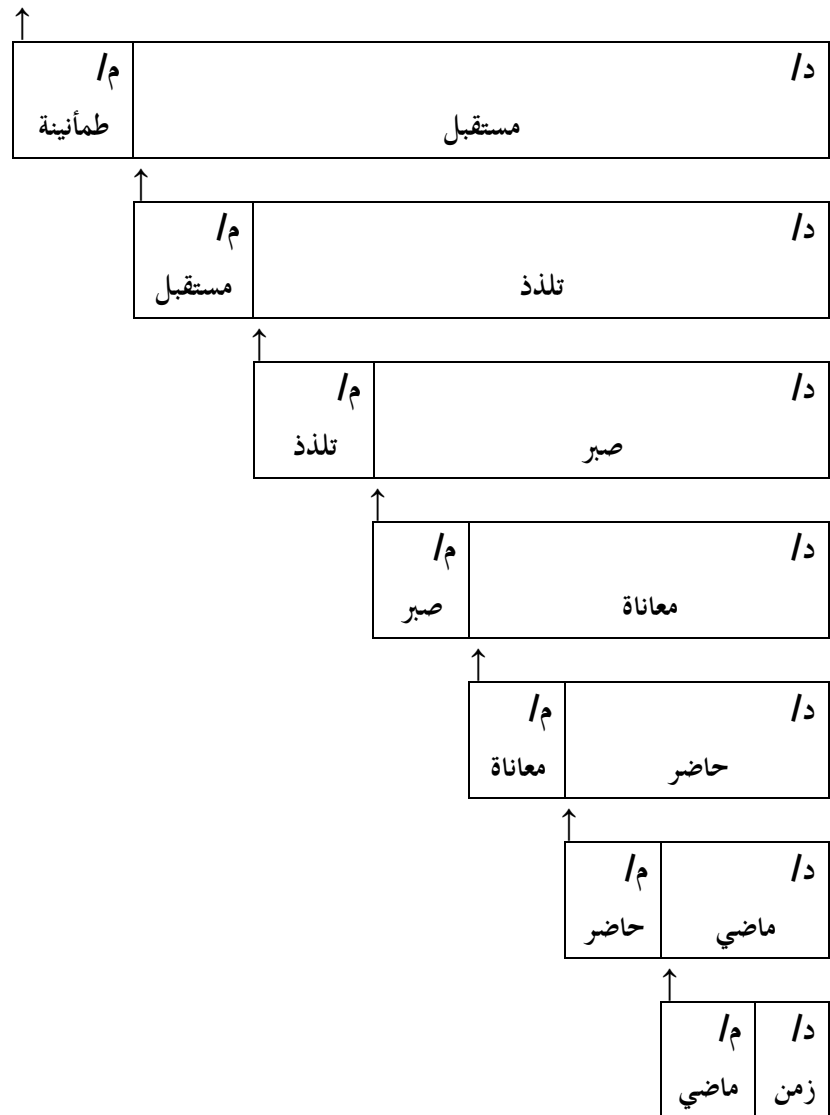 ↑
د/ م/
مستقبل طمأنينة
↑
د/ م/
تلذذ مستقبل
↑
د/ م/
صبر تلذذ
↑
د/ م/
معاناة صبر
↑
د/ م/
حاضر معاناة
↑
د/ م/
ماضي حاضر
↑
د/ م/
زمن ماضي